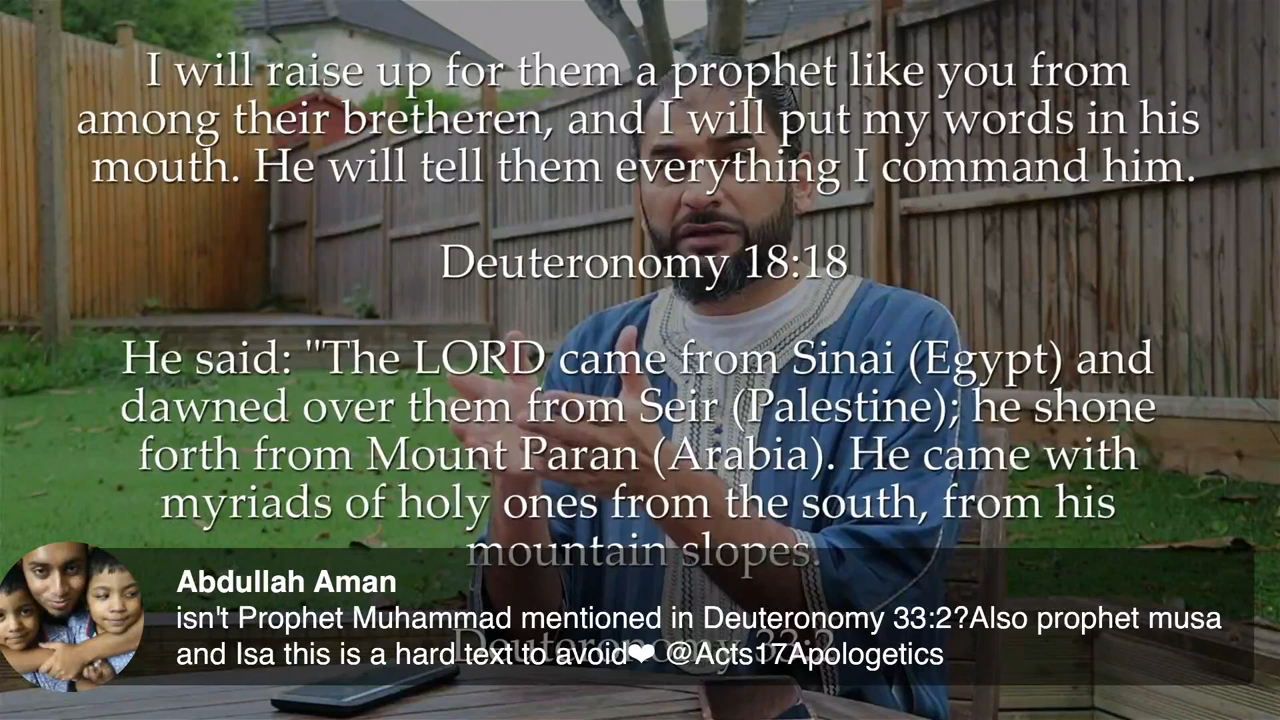 I will raise up for them a prophet like you from
among their bretheren, and I will put my words in his
mouth. He will tell them everything I command him.
Deuteronomy 18:18
He said: "The LORD came from Sinai (Egypt) and
dawned over them from Seir (Palestine); he shone
forth from Mount Paran (Arabia). He came with
myriads of holy ones from the south, from his
mountain slopes.
Deuteronomy 33:2
Abdullah Aman
isn't Prophet Muhammad mentioned in Deuteronomy 33:2?Also prophet musa
and Isa this is a hard text to avoid❤ @Acts17Apologetics